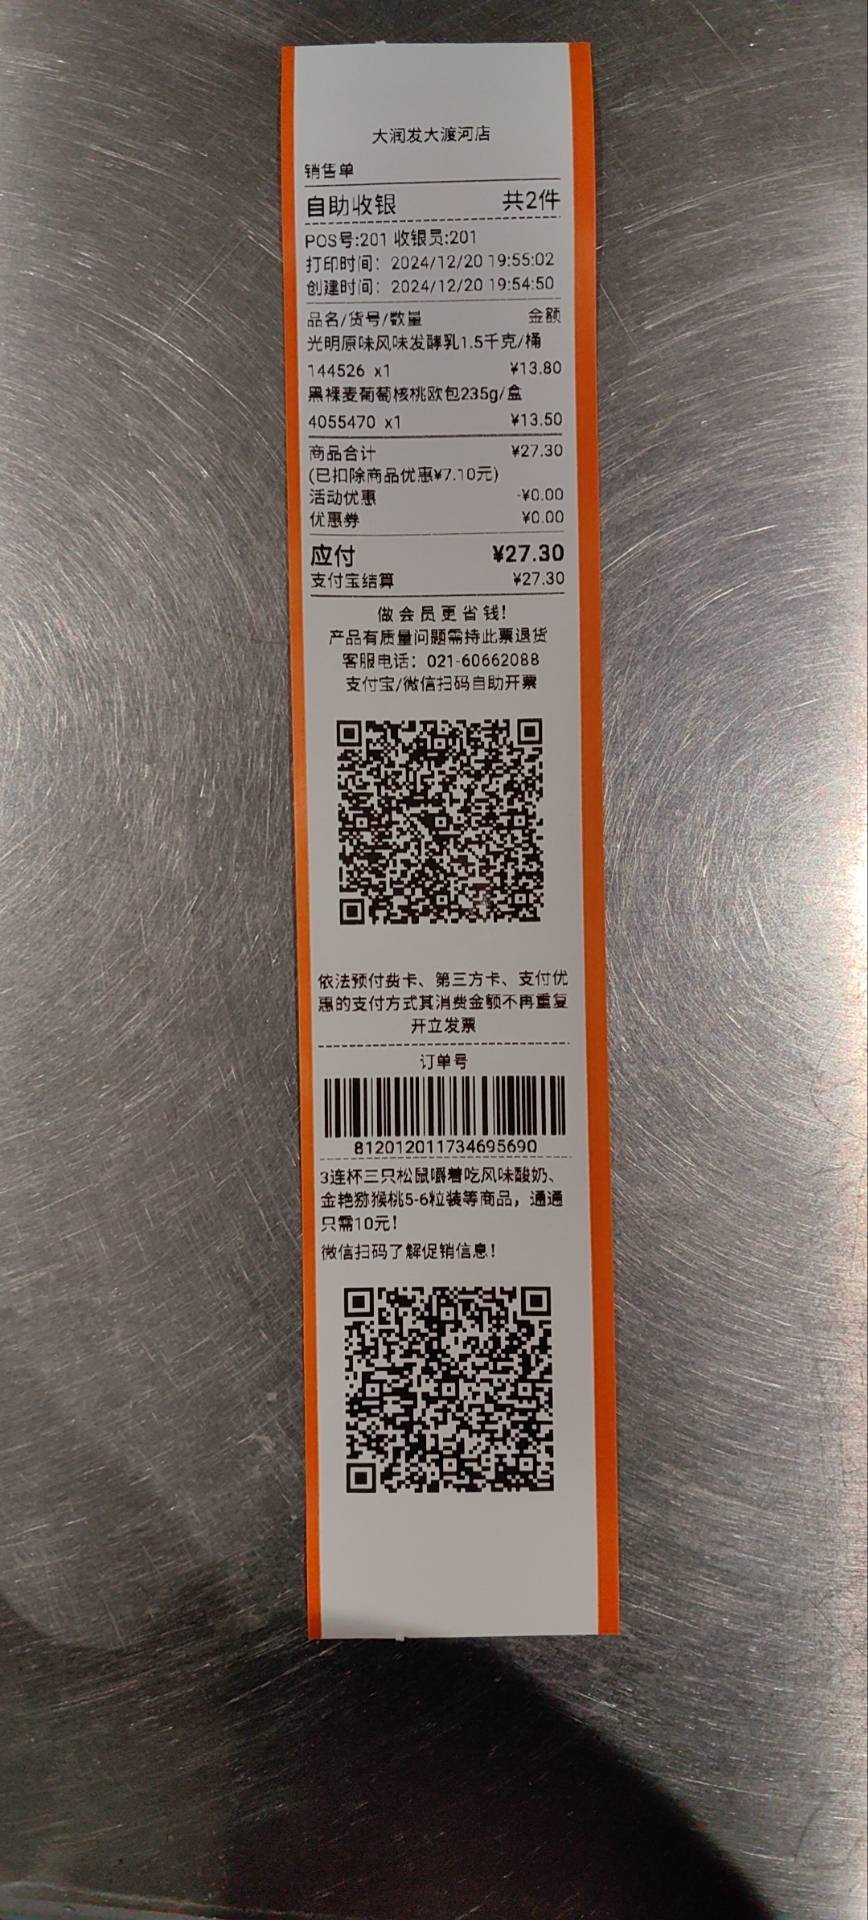 大润发大渡河店
销售单
自助收银 共2件
POS号:201 收银员:201
打印时间: 2024/12/20 19:55:02
创建时间: 2024/12/20 19:54:50
品名/货号/数量 金额
光明原味风味发酵乳1.5千克/桶
144526 x1 ¥13.80
黑裸麦葡萄核桃欧包235g/盒
4055470 x1 ¥13.50
商品合计 ¥27.30
(已扣除商品优惠¥7.10元)
活动优惠 -¥0.00
优惠券 ¥0.00
应付 ¥27.30
支付宝结算 ¥27.30
做会员更省钱!
产品有质量问题需持此票退货
客服电话: 021-60662088
支付宝/微信扫码自助开票
依法预付费卡、第三方卡、支付优
惠的支付方式其消费金额不再重复
开立发票
订单号
812012011734695690
3连杯三只松鼠嚼着吃风味酸奶、
金艳猕猴桃5-6粒装等商品，通通
只需10元!
微信扫码了解促销信息!